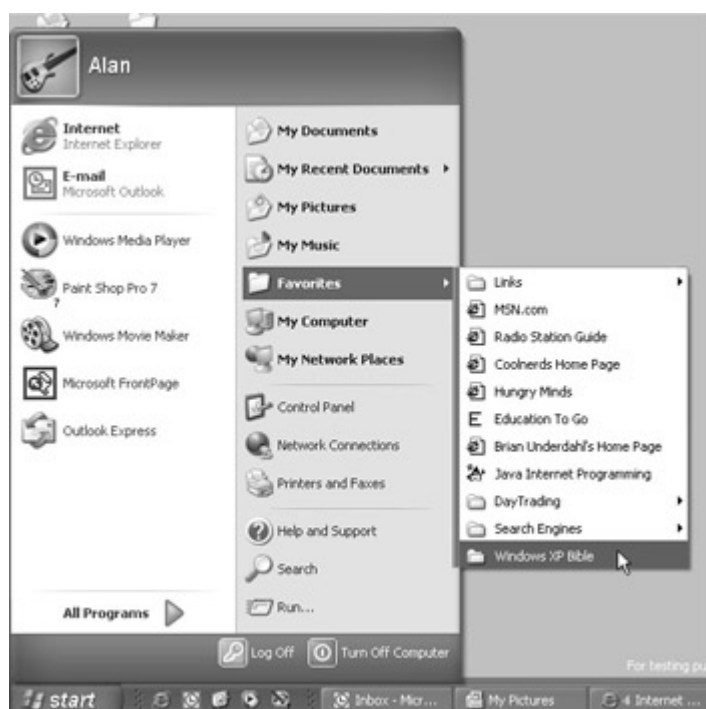 Alan
Internet
Internet Explorer
E-mail
Microsoft Outlook
Windows Media Player
Paint Shop Pro 7
Windows Movie Maker
Microsoft FrontPage
Outlook Express
All Programs
My Documents
My Recent Documents
My Pictures
My Music
Favorites
My Computer
My Network Places
Control Panel
Network Connections
Printers and Faxes
Help and Support
Search
Run...
Links
MSN.com
Radio Station Guide
Coolnerds Home Page
Hungry Minds
Education To Go
Brian Underdahl's Home Page
Java Internet Programming
DayTrading
Search Engines
Windows XP Bible
Log Off
Turn Off Computer
For testing pu
start
Inbox - Micr...
My Pictures
4 Internet ...